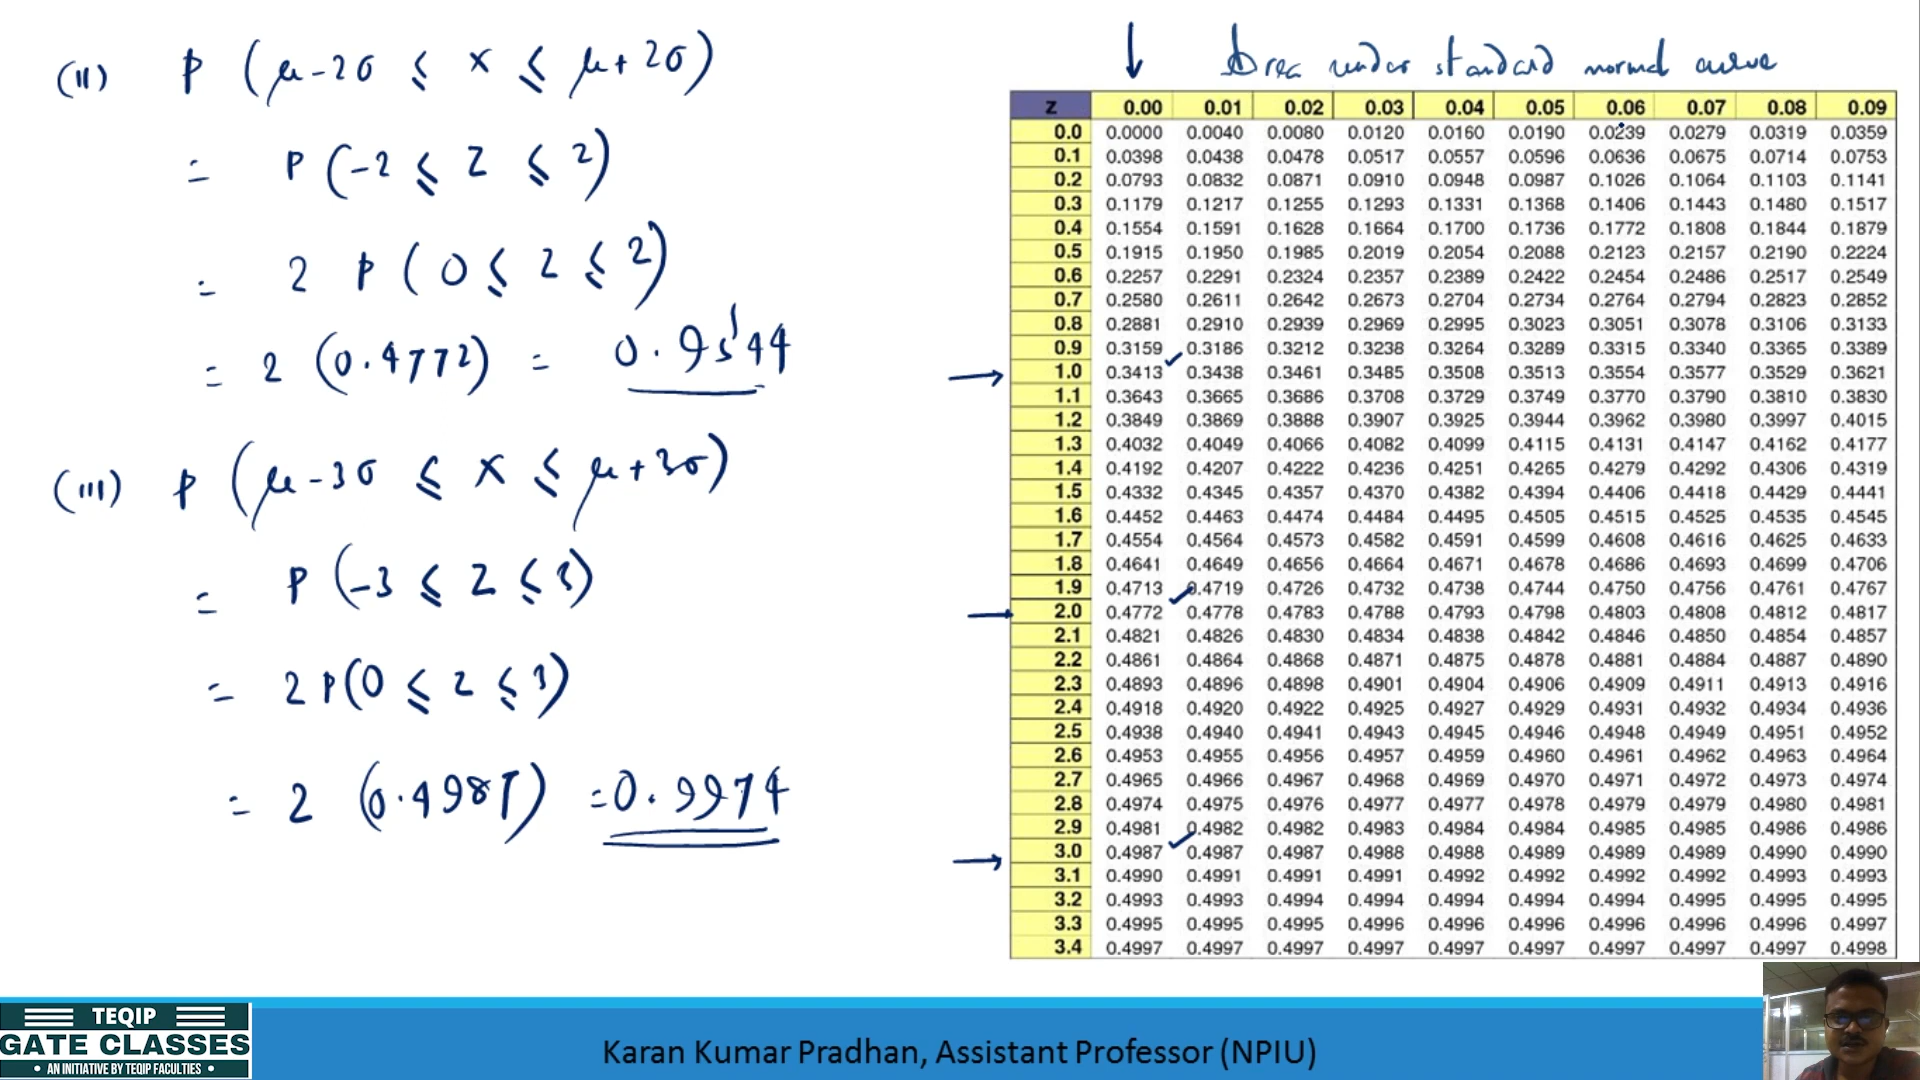 (II) P (μ-2σ ≤ x ≤ μ+2σ)
= P (-2 ≤ Z ≤ 2)
= 2 P (0 ≤ Z ≤ 2)
= 2 (0.4772) = 0.9544
(III) P (μ-3σ ≤ x ≤ μ+3σ)
= P (-3 ≤ Z ≤ 3)
= 2P(0 ≤ Z ≤ 3)
= 2 (0.4987) = 0.9974
Area under standard normal curve
z 0.00 0.01 0.02 0.03 0.04 0.05 0.06 0.07 0.08 0.09
0.0 0.0000 0.0040 0.0080 0.0120 0.0160 0.0190 0.0239 0.0279 0.0319 0.0359
0.1 0.0398 0.0438 0.0478 0.0517 0.0557 0.0596 0.0636 0.0675 0.0714 0.0753
0.2 0.0793 0.0832 0.0871 0.0910 0.0948 0.0987 0.1026 0.1064 0.1103 0.1141
0.3 0.1179 0.1217 0.1255 0.1293 0.1331 0.1368 0.1406 0.1443 0.1480 0.1517
0.4 0.1554 0.1591 0.1628 0.1664 0.1700 0.1736 0.1772 0.1808 0.1844 0.1879
0.5 0.1915 0.1950 0.1985 0.2019 0.2054 0.2088 0.2123 0.2157 0.2190 0.2224
0.6 0.2257 0.2291 0.2324 0.2357 0.2389 0.2422 0.2454 0.2486 0.2517 0.2549
0.7 0.2580 0.2611 0.2642 0.2673 0.2704 0.2734 0.2764 0.2794 0.2823 0.2852
0.8 0.2881 0.2910 0.2939 0.2969 0.2995 0.3023 0.3051 0.3078 0.3106 0.3133
0.9 0.3159 0.3186 0.3212 0.3238 0.3264 0.3289 0.3315 0.3340 0.3365 0.3389
1.0 0.3413 0.3438 0.3461 0.3485 0.3508 0.3513 0.3554 0.3577 0.3529 0.3621
1.1 0.3643 0.3665 0.3686 0.3708 0.3729 0.3749 0.3770 0.3790 0.3810 0.3830
1.2 0.3849 0.3869 0.3888 0.3907 0.3925 0.3944 0.3962 0.3980 0.3997 0.4015
1.3 0.4032 0.4049 0.4066 0.4082 0.4099 0.4115 0.4131 0.4147 0.4162 0.4177
1.4 0.4192 0.4207 0.4222 0.4236 0.4251 0.4265 0.4279 0.4292 0.4306 0.4319
1.5 0.4332 0.4345 0.4357 0.4370 0.4382 0.4394 0.4406 0.4418 0.4429 0.4441
1.6 0.4452 0.4463 0.4474 0.4484 0.4495 0.4505 0.4515 0.4525 0.4535 0.4545
1.7 0.4554 0.4564 0.4573 0.4582 0.4591 0.4599 0.4608 0.4616 0.4625 0.4633
1.8 0.4641 0.4649 0.4656 0.4664 0.4671 0.4678 0.4686 0.4693 0.4699 0.4706
1.9 0.4713 0.4719 0.4726 0.4732 0.4738 0.4744 0.4750 0.4756 0.4761 0.4767
2.0 0.4772 0.4778 0.4783 0.4788 0.4793 0.4798 0.4803 0.4808 0.4812 0.4817
2.1 0.4821 0.4826 0.4830 0.4834 0.4838 0.4842 0.4846 0.4850 0.4854 0.4857
2.2 0.4861 0.4864 0.4868 0.4871 0.4875 0.4878 0.4881 0.4884 0.4887 0.4890
2.3 0.4893 0.4896 0.4898 0.4901 0.4904 0.4906 0.4909 0.4911 0.4913 0.4916
2.4 0.4918 0.4920 0.4922 0.4925 0.4927 0.4929 0.4931 0.4932 0.4934 0.4936
2.5 0.4938 0.4940 0.4941 0.4943 0.4945 0.4946 0.4948 0.4949 0.4951 0.4952
2.6 0.4953 0.4955 0.4956 0.4957 0.4959 0.4960 0.4961 0.4962 0.4963 0.4964
2.7 0.4965 0.4966 0.4967 0.4968 0.4969 0.4970 0.4971 0.4972 0.4973 0.4974
2.8 0.4974 0.4975 0.4976 0.4977 0.4977 0.4978 0.4979 0.4979 0.4980 0.4981
2.9 0.4981 0.4982 0.4982 0.4983 0.4984 0.4984 0.4985 0.4985 0.4986 0.4986
3.0 0.4987 0.4987 0.4987 0.4988 0.4988 0.4989 0.4989 0.4989 0.4990 0.4990
3.1 0.4990 0.4991 0.4991 0.4991 0.4992 0.4992 0.4992 0.4992 0.4993 0.4993
3.2 0.4993 0.4993 0.4994 0.4994 0.4994 0.4994 0.4994 0.4995 0.4995 0.4995
3.3 0.4995 0.4995 0.4995 0.4996 0.4996 0.4996 0.4996 0.4996 0.4996 0.4997
3.4 0.4997 0.4997 0.4997 0.4997 0.4997 0.4997 0.4997 0.4997 0.4997 0.4998
TEQIP
GATE CLASSES
• AN INITIATIVE BY TEQIP FACULTIES •
Karan Kumar Pradhan, Assistant Professor (NPIU)